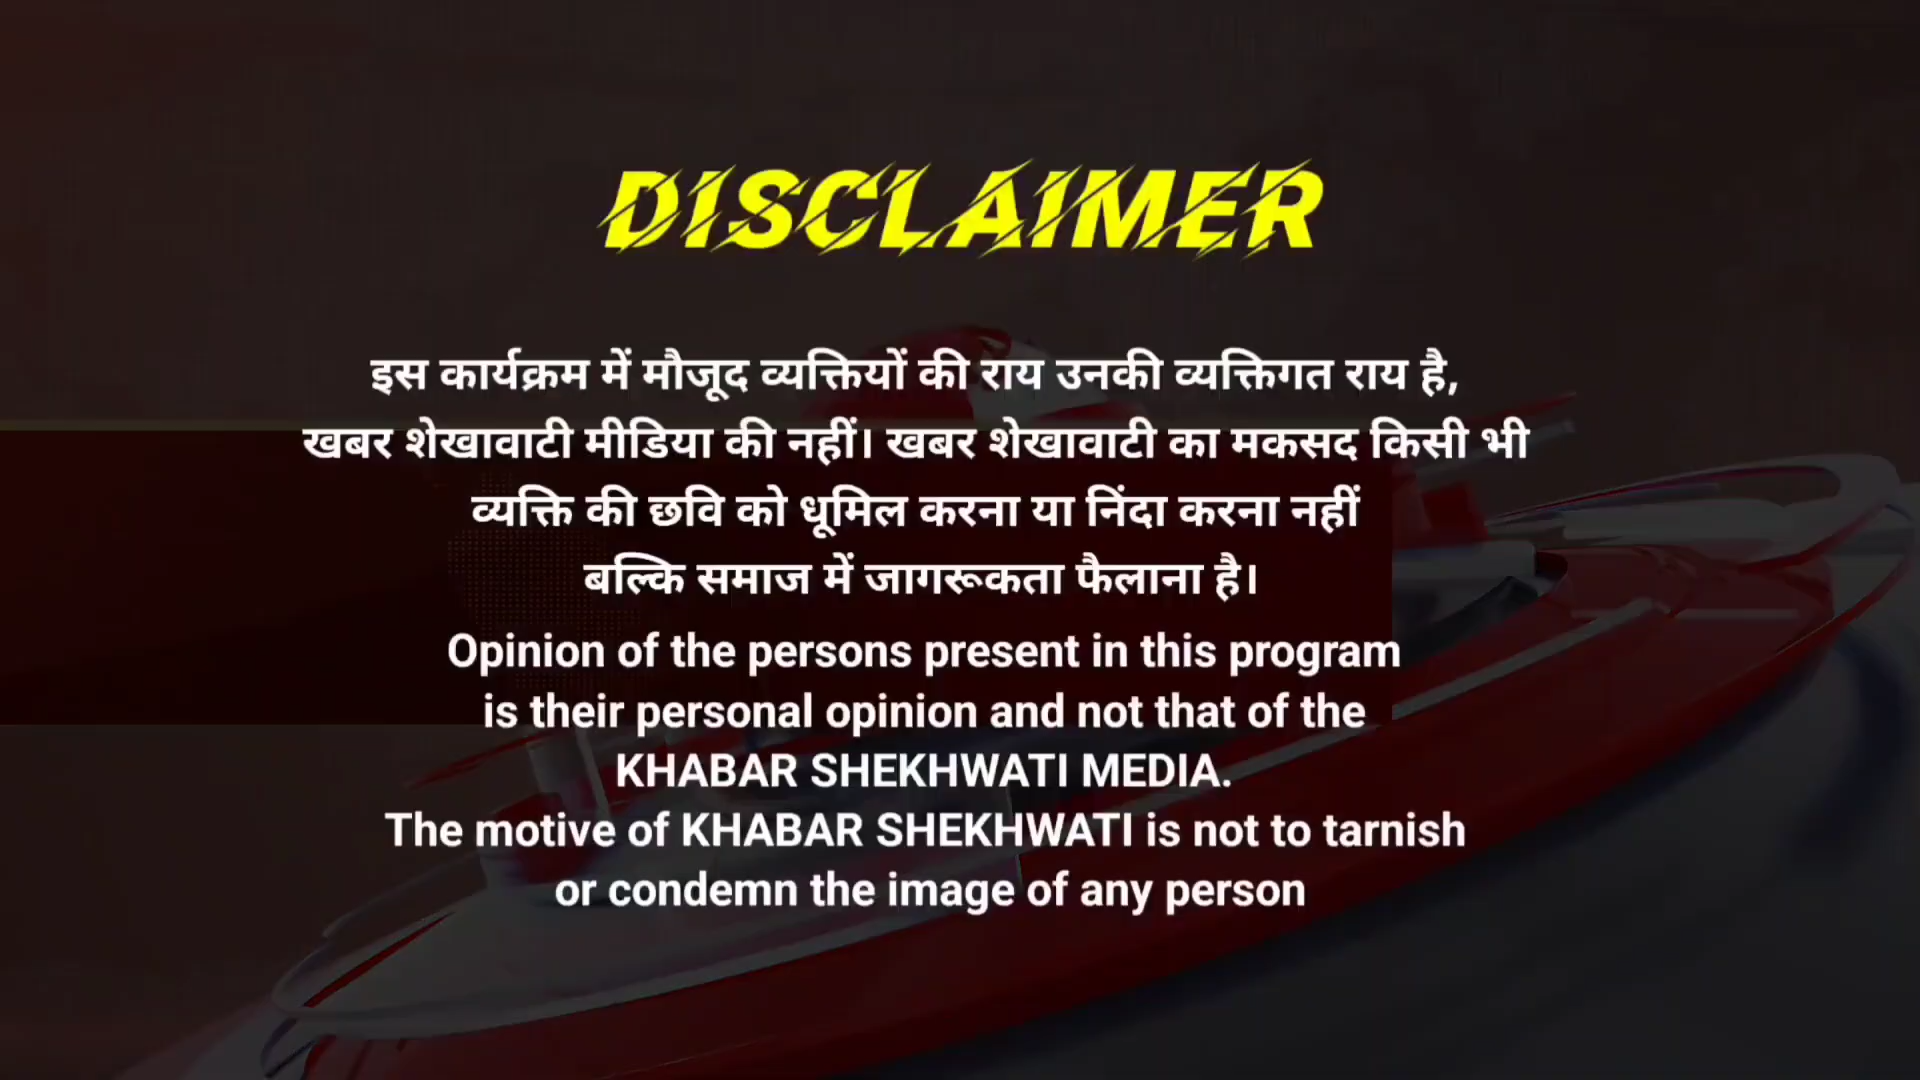 DISCLAIMER
इस कार्यक्रम में मौजूद व्यक्तियों की राय उनकी व्यक्तिगत राय है,
खबर शेखावाटी मीडिया की नहीं। खबर शेखावाटी का मकसद किसी भी
व्यक्ति की छवि को धूमिल करना या निंदा करना नहीं
बल्कि समाज में जागरूकता फैलाना है।
Opinion of the persons present in this program
is their personal opinion and not that of the
KHABAR SHEKHWATI MEDIA.
The motive of KHABAR SHEKHWATI is not to tarnish
or condemn the image of any person